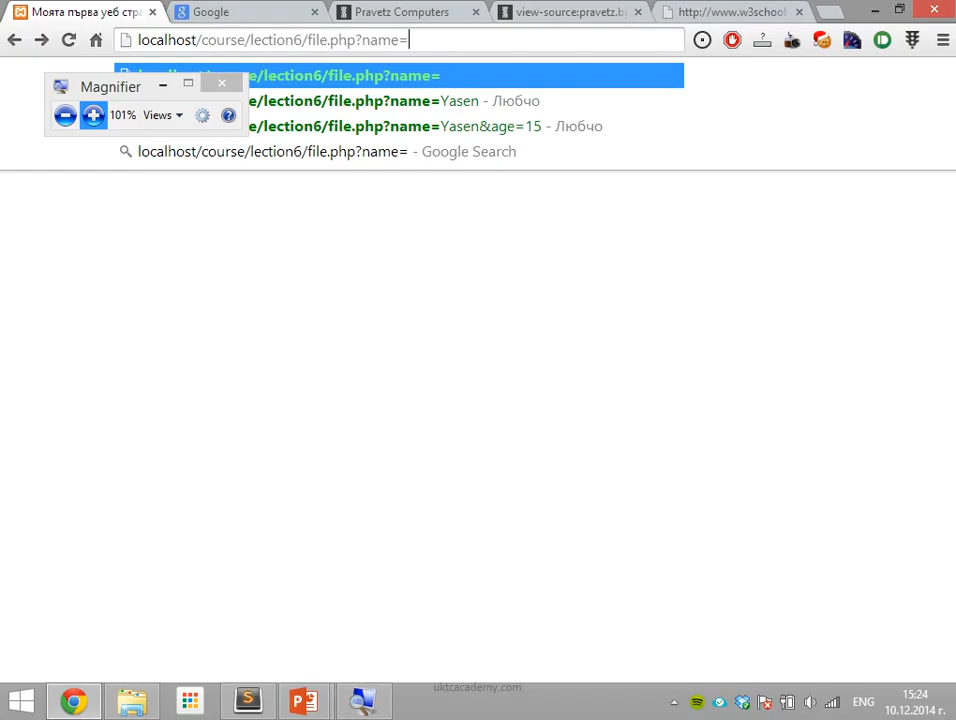 Моята първа уеб стра
Google
Pravetz Computers
view-source:pravetz.b
http://www.w3school
localhost/course/lection6/file.php?name=
e/lection6/file.php?name=
Magnifier
e/lection6/file.php?name=Yasen - Любчо
101% Views
e/lection6/file.php?name=Yasen&age=15 - Любчо
localhost/course/lection6/file.php?name= - Google Search
uktcacademy.com
ENG
15:24
10.12.2014 г.